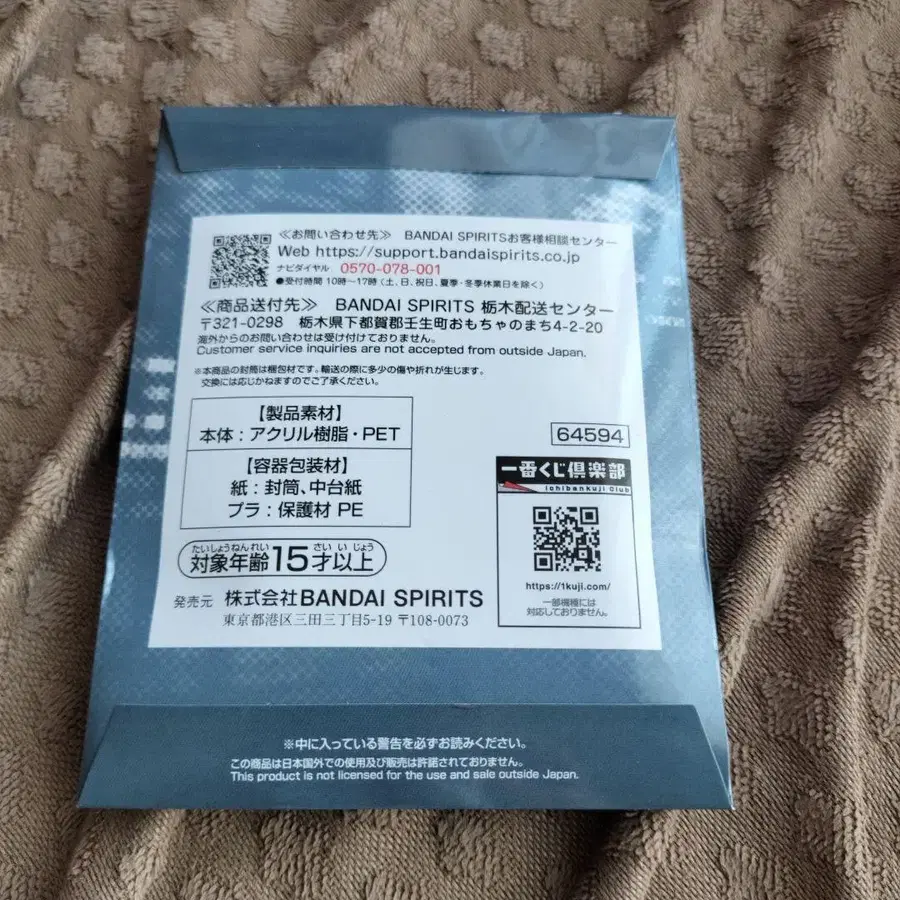 ≪お問い合わせ先≫ BANDAI SPIRITSお客様相談センター
Web https://support.bandaispirits.co.jp
ナビダイヤル 0570-078-001
●受付時間 10時〜17時（土、日、祝日、夏季・冬季休業日を除く）
≪商品送付先≫ BANDAI SPIRITS 栃木配送センター
〒321-0298 栃木県下都賀郡壬生町おもちゃのまち4-2-20
海外からのお問い合わせは受け付けておりません。
Customer service inquiries are not accepted from outside Japan.
※本商品の封筒は梱包材です。輸送の際に多少の傷や折れが生じます。
交換には応じかねますのでご了承ください。
【製品素材】
本体：アクリル樹脂・PET
【容器包装材】
紙：封筒、中台紙
プラ：保護材 PE
64594
一番くじ倶楽部
Ichibankuji Club
https://1kuji.com/
一部機種には
対応しておりません。
たいしょうねんれい さいいじょう
対象年齢15才以上
発売元 株式会社BANDAI SPIRITS
東京都港区三田三丁目5-19 〒108-0073
※中に入っている警告を必ずお読みください。
この商品は日本国外での使用及び販売は許諾されておりません。
This product is not licensed for the use and sale outside Japan.